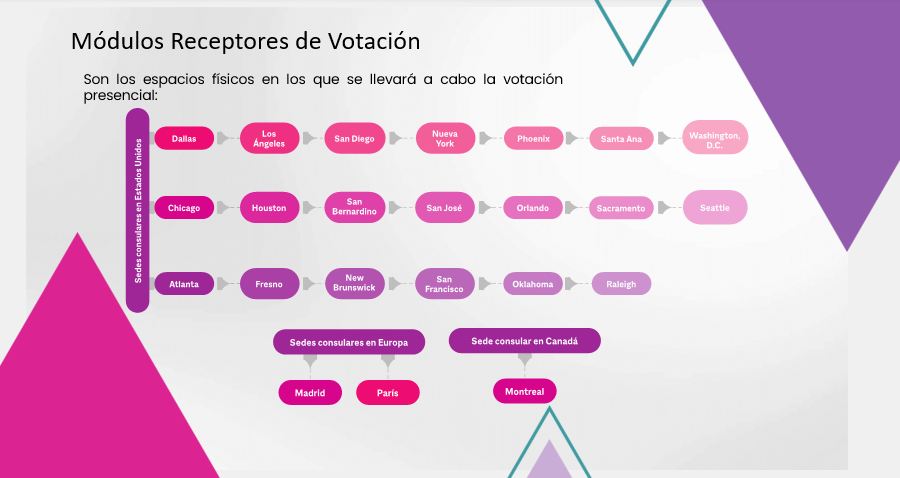 Módulos Receptores de Votación
Son los espacios físicos en los que se llevará a cabo la votación
presencial:
Sedes consulares en Estados Unidos
Dallas
Los
Ángeles
San Diego
Nueva
York
Phoenix
Santa Ana
Washington,
D.C.
Chicago
Houston
San
Bernardino
San José
Orlando
Sacramento
Seattle
Atlanta
Fresno
New
Brunswick
San
Francisco
Oklahoma
Raleigh
Sedes consulares en Europa
Madrid
París
Sede consular en Canadá
Montreal